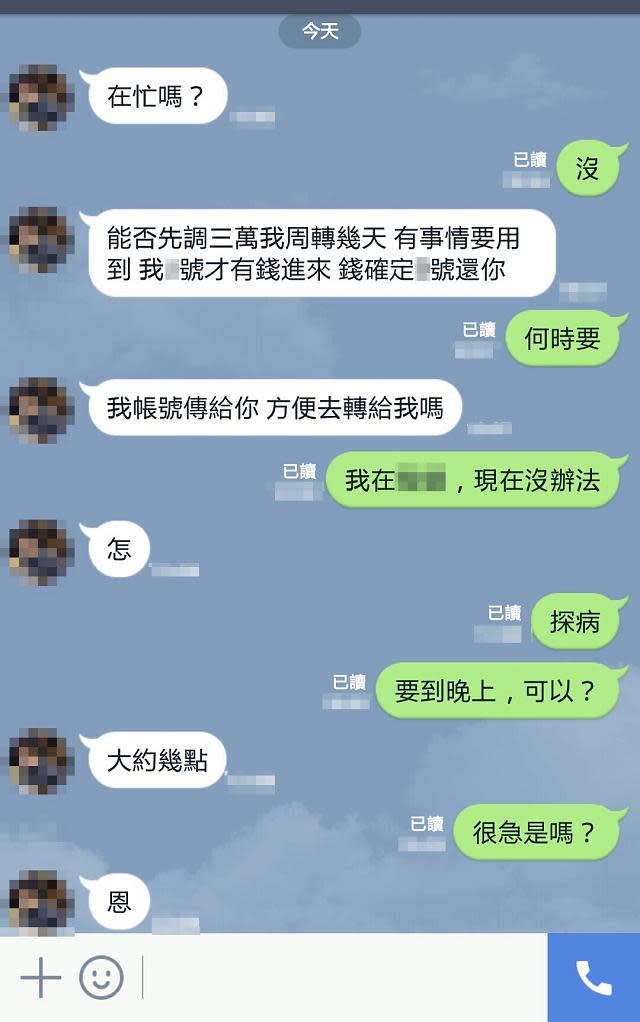 今天
在忙嗎？
已讀
沒
能否先調三萬我周轉幾天 有事情要用
到 我 號才有錢進來 錢確定 號還你
已讀
何時要
我帳號傳給你 方便去轉給我嗎
已讀
我在 ，現在沒辦法
怎
已讀
探病
已讀
要到晚上，可以？
大約幾點
已讀
很急是嗎？
恩